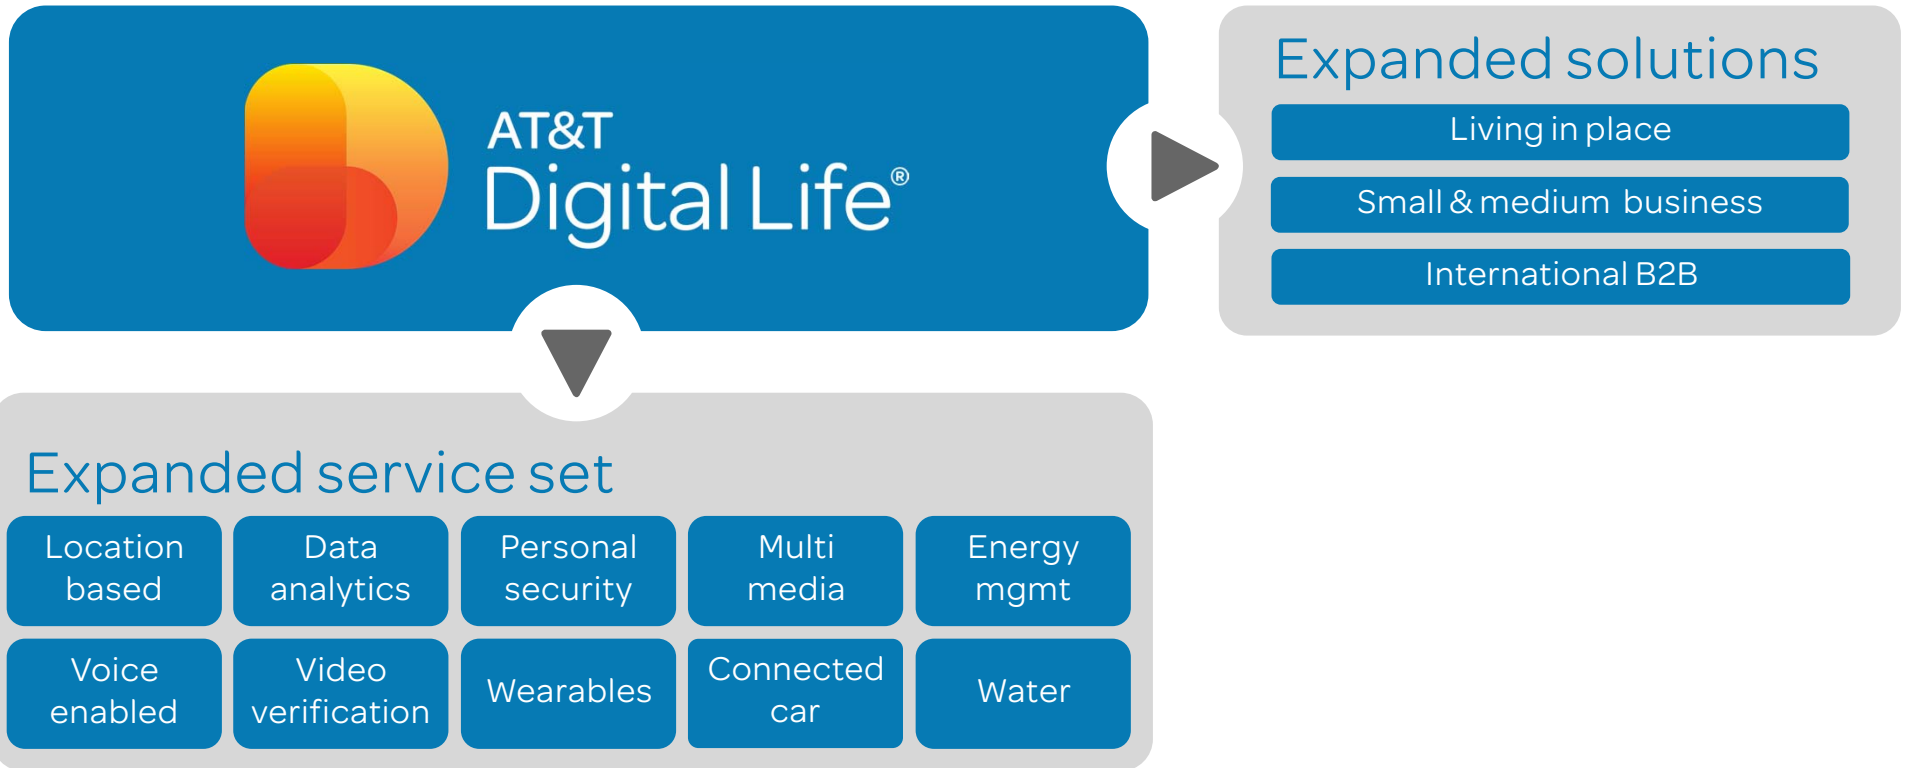 AT&T
Digital Life®
Expanded solutions
Living in place
Small & medium business
International B2B
Expanded service set
Location
based
Data
analytics
Personal
security
Multi
media
Energy
mgmt
Voice
enabled
Video
verification
Wearables
Connected
car
Water